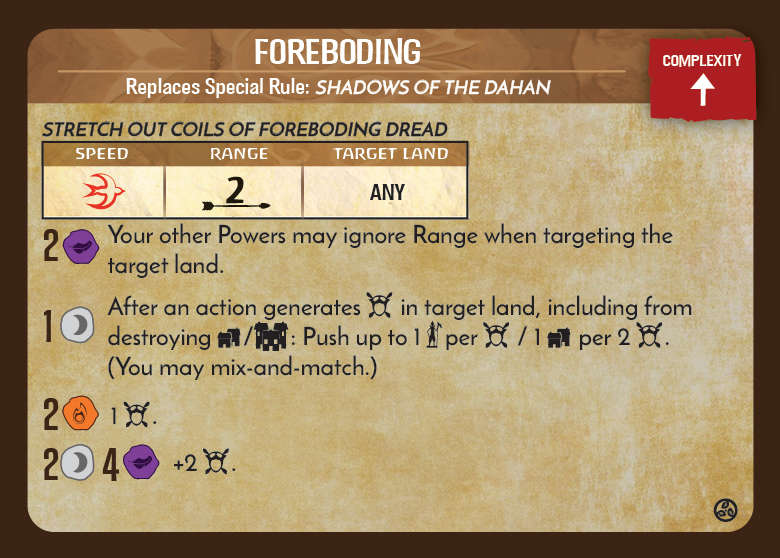 FOREBODING
Replaces Special Rule: SHADOWS OF THE DAHAN
COMPLEXITY
STRETCH OUT COILS OF FOREBODING DREAD
SPEED RANGE TARGET LAND
2 ANY
2 Your other Powers may ignore Range when targeting the
target land.
1 After an action generates in target land, including from
destroying / : Push up to 1 per / 1 per 2 .
(You may mix-and-match.)
2 1 .
2 4 +2 .